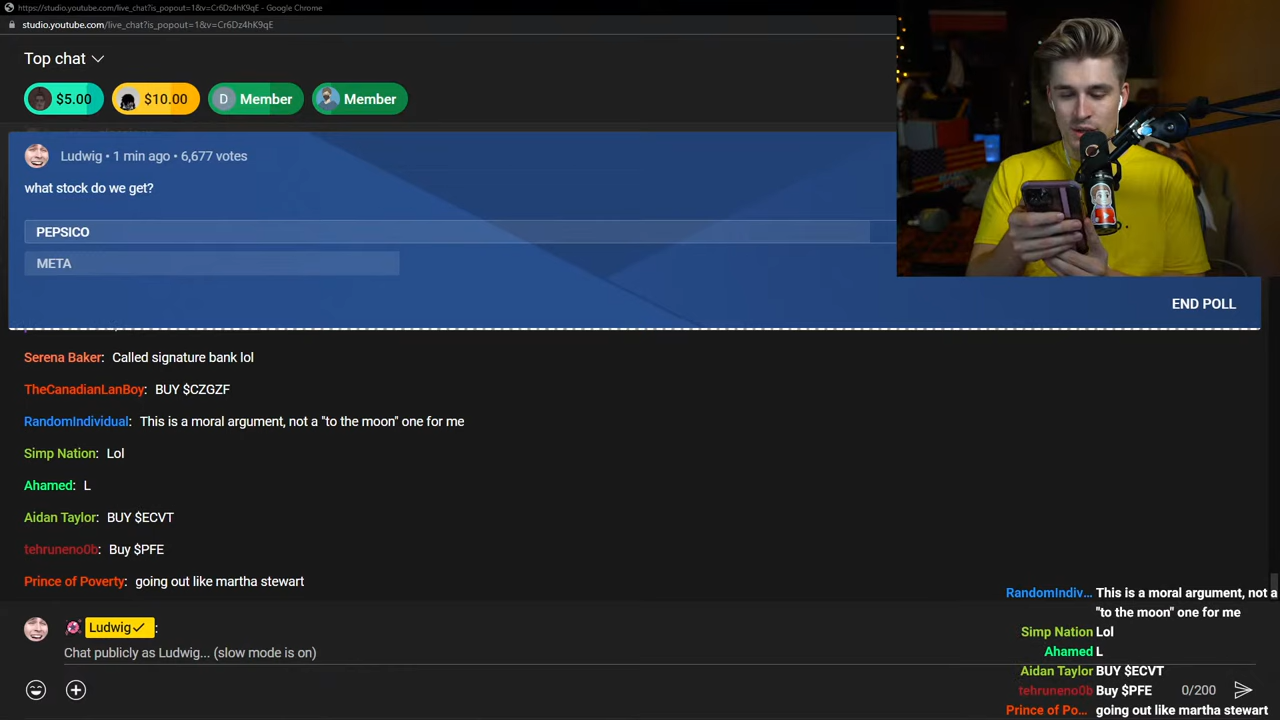 https://studio.youtube.com/live_chat?is_popout=1&v=Cr6Dz4hK9qE - Google Chrome
studio.youtube.com/live_chat?is_popout=1&v=Cr6Dz4hK9qE
Top chat
$5.00
$10.00
D Member
Member
Ludwig • 1 min ago • 6,677 votes
what stock do we get?
PEPSICO
META
END POLL
Serena Baker: Called signature bank lol
TheCanadianLanBoy: BUY $CZGZF
RandomIndividual: This is a moral argument, not a "to the moon" one for me
Simp Nation: Lol
Ahamed: L
Aidan Taylor: BUY $ECVT
tehruneno0b: Buy $PFE
Prince of Poverty: going out like martha stewart
Ludwig:
Chat publicly as Ludwig... (slow mode is on)
0/200
RandomIndiv... This is a moral argument, not a
"to the moon" one for me
Simp Nation Lol
Ahamed L
Aidan Taylor BUY $ECVT
tehruneno0b Buy $PFE
Prince of Po... going out like martha stewart